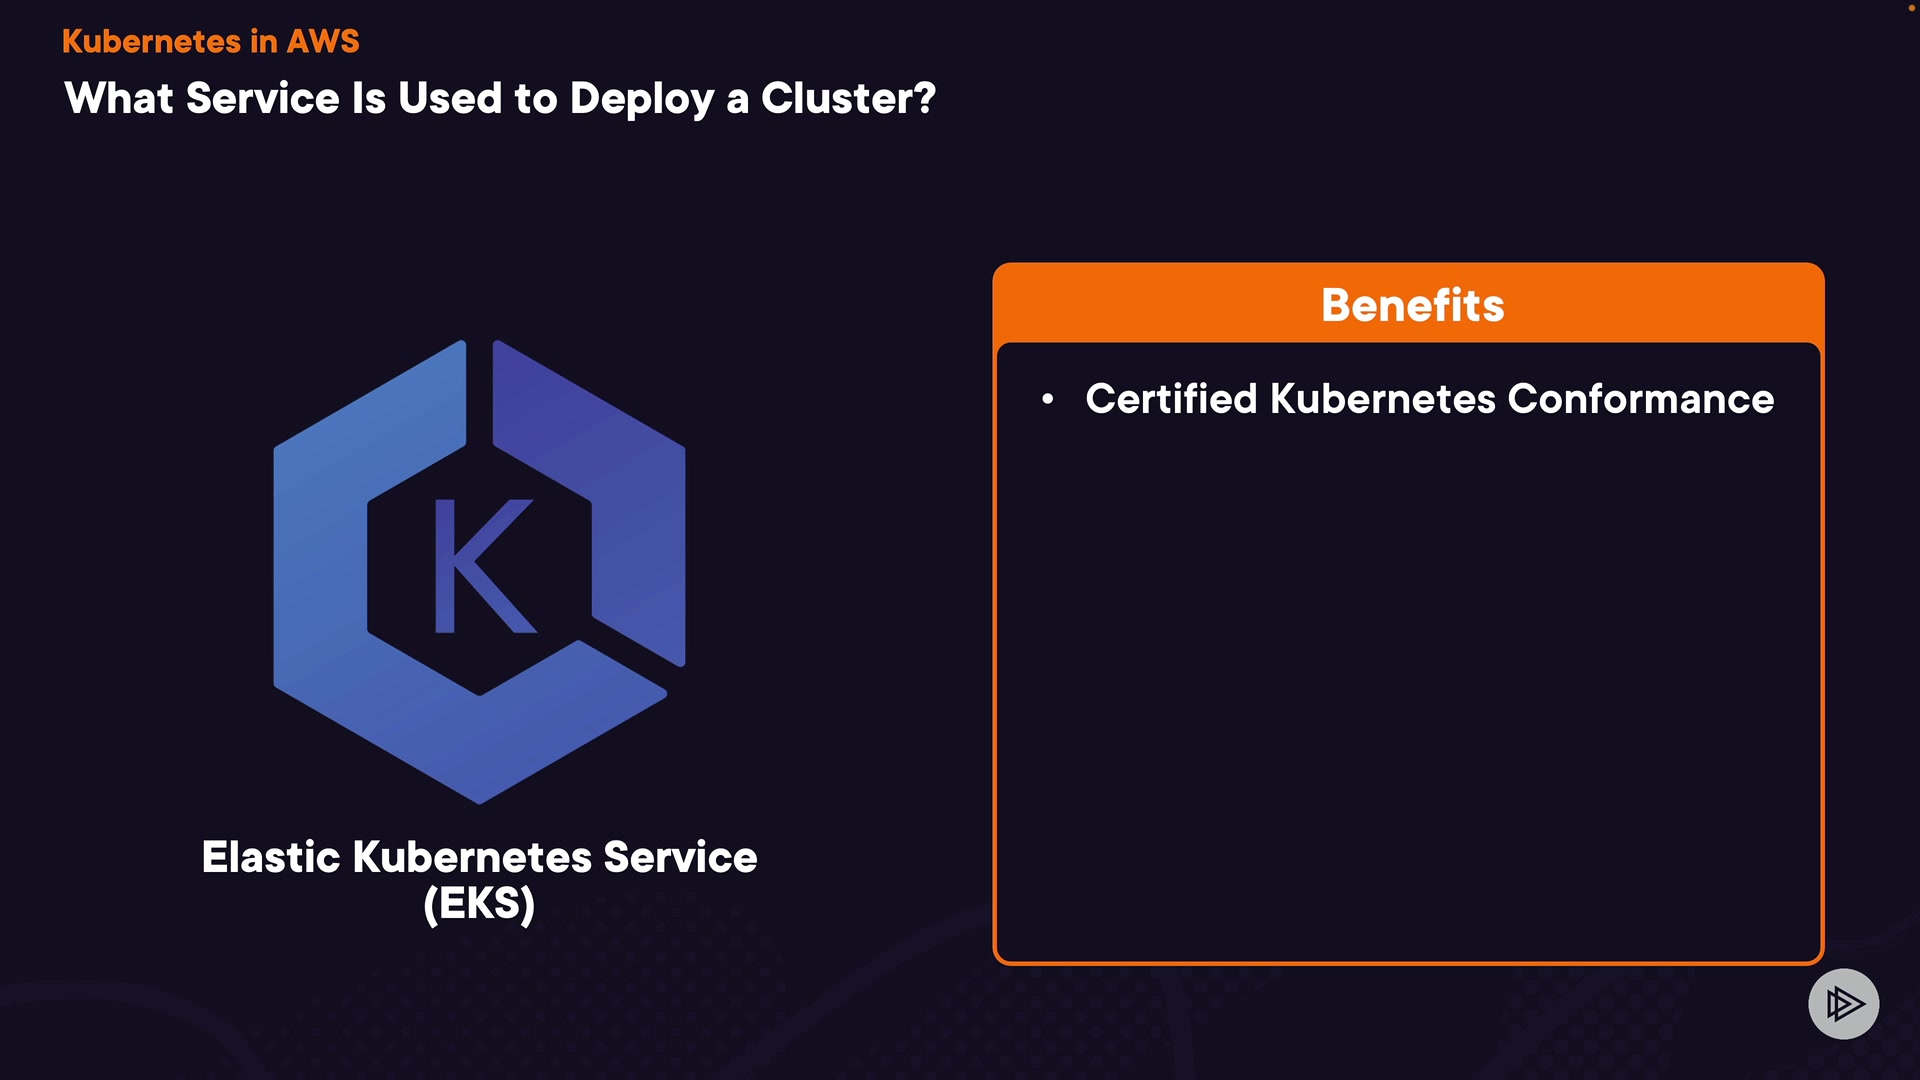 Kubernetes in AWS
What Service Is Used to Deploy a Cluster?
Benefits
• Certified Kubernetes Conformance
K
Elastic Kubernetes Service
(EKS)